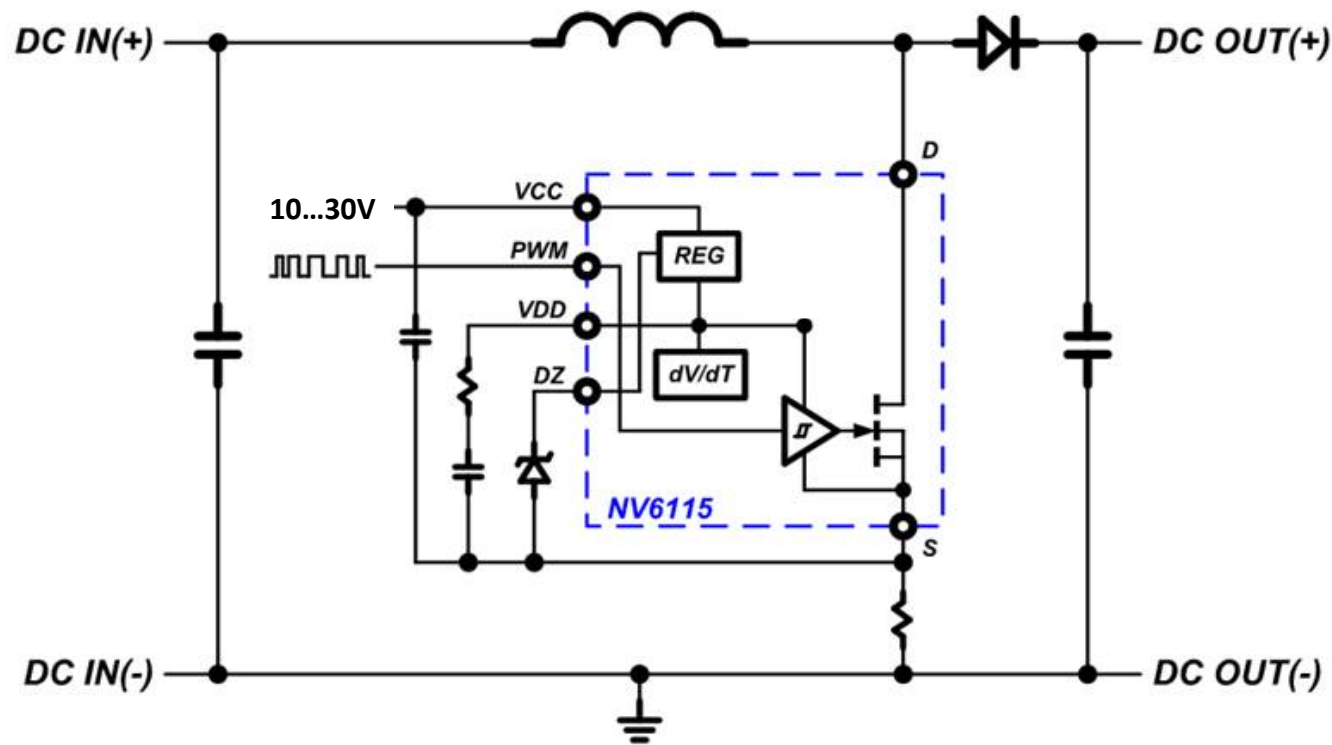 DC IN(+)
DC OUT(+)
D
VCC
10...30V
PWM
REG
VDD
DZ
dV/dT
NV6115
S
DC IN(-)
DC OUT(-)